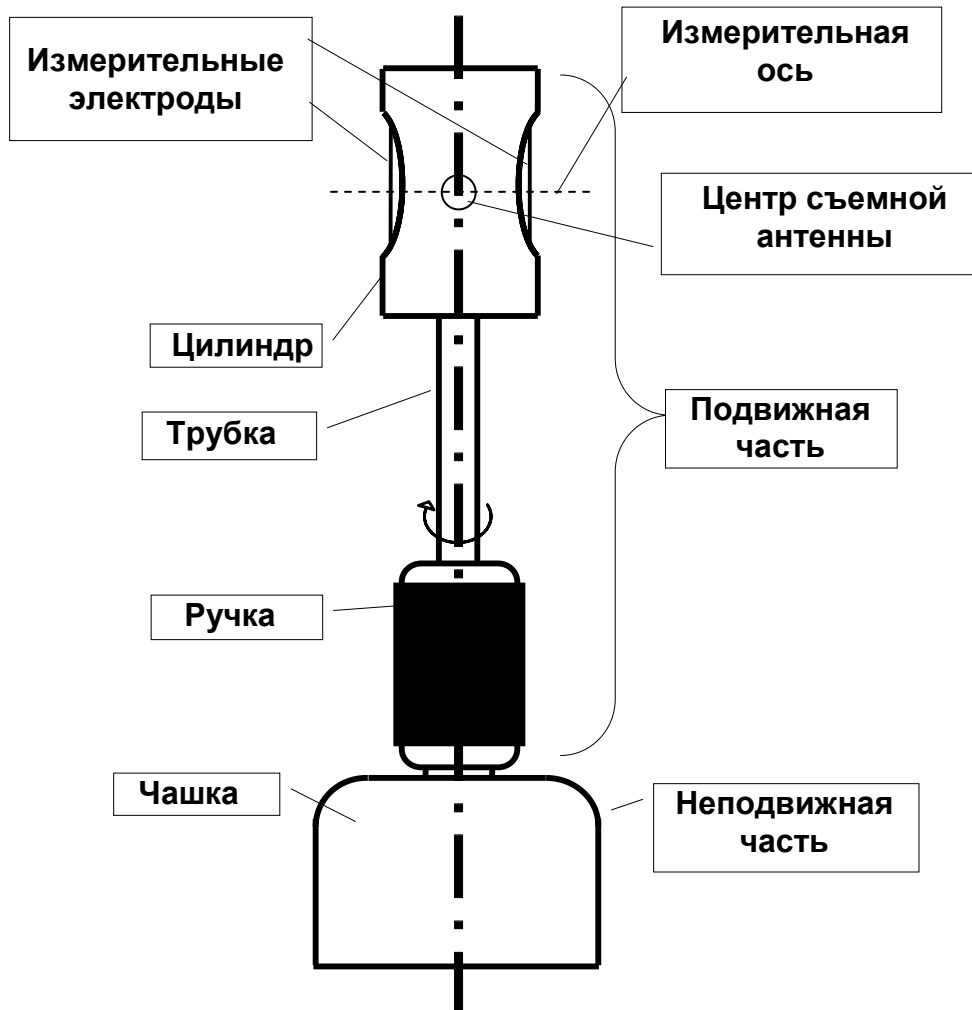 Измерительные
электроды
Измерительная
ось
Центр съемной
антенны
Цилиндр
Трубка
Подвижная
часть
Ручка
Чашка
Неподвижная
часть